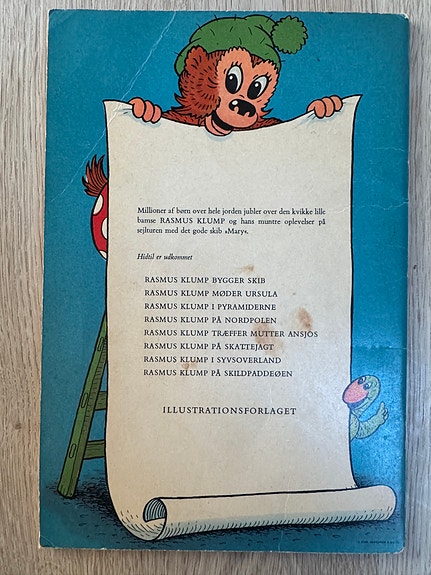 Millioner af børn over hele jorden jubler over den kvikke lille
bamse RASMUS KLUMP og hans muntre oplevelser på
sejlturen med det gode skib »Mary«.
Hidtil er udkommet
RASMUS KLUMP BYGGER SKIB
RASMUS KLUMP MØDER URSULA
RASMUS KLUMP I PYRAMIDERNE
RASMUS KLUMP PÅ NORDPOLEN
RASMUS KLUMP TRÆFFER MUTTER ANSJOS
RASMUS KLUMP PÅ SKATTEJAGT
RASMUS KLUMP I SYVSOVERLAND
RASMUS KLUMP PÅ SKILDPADDEØEN
ILLUSTRATIONSFORLAGET